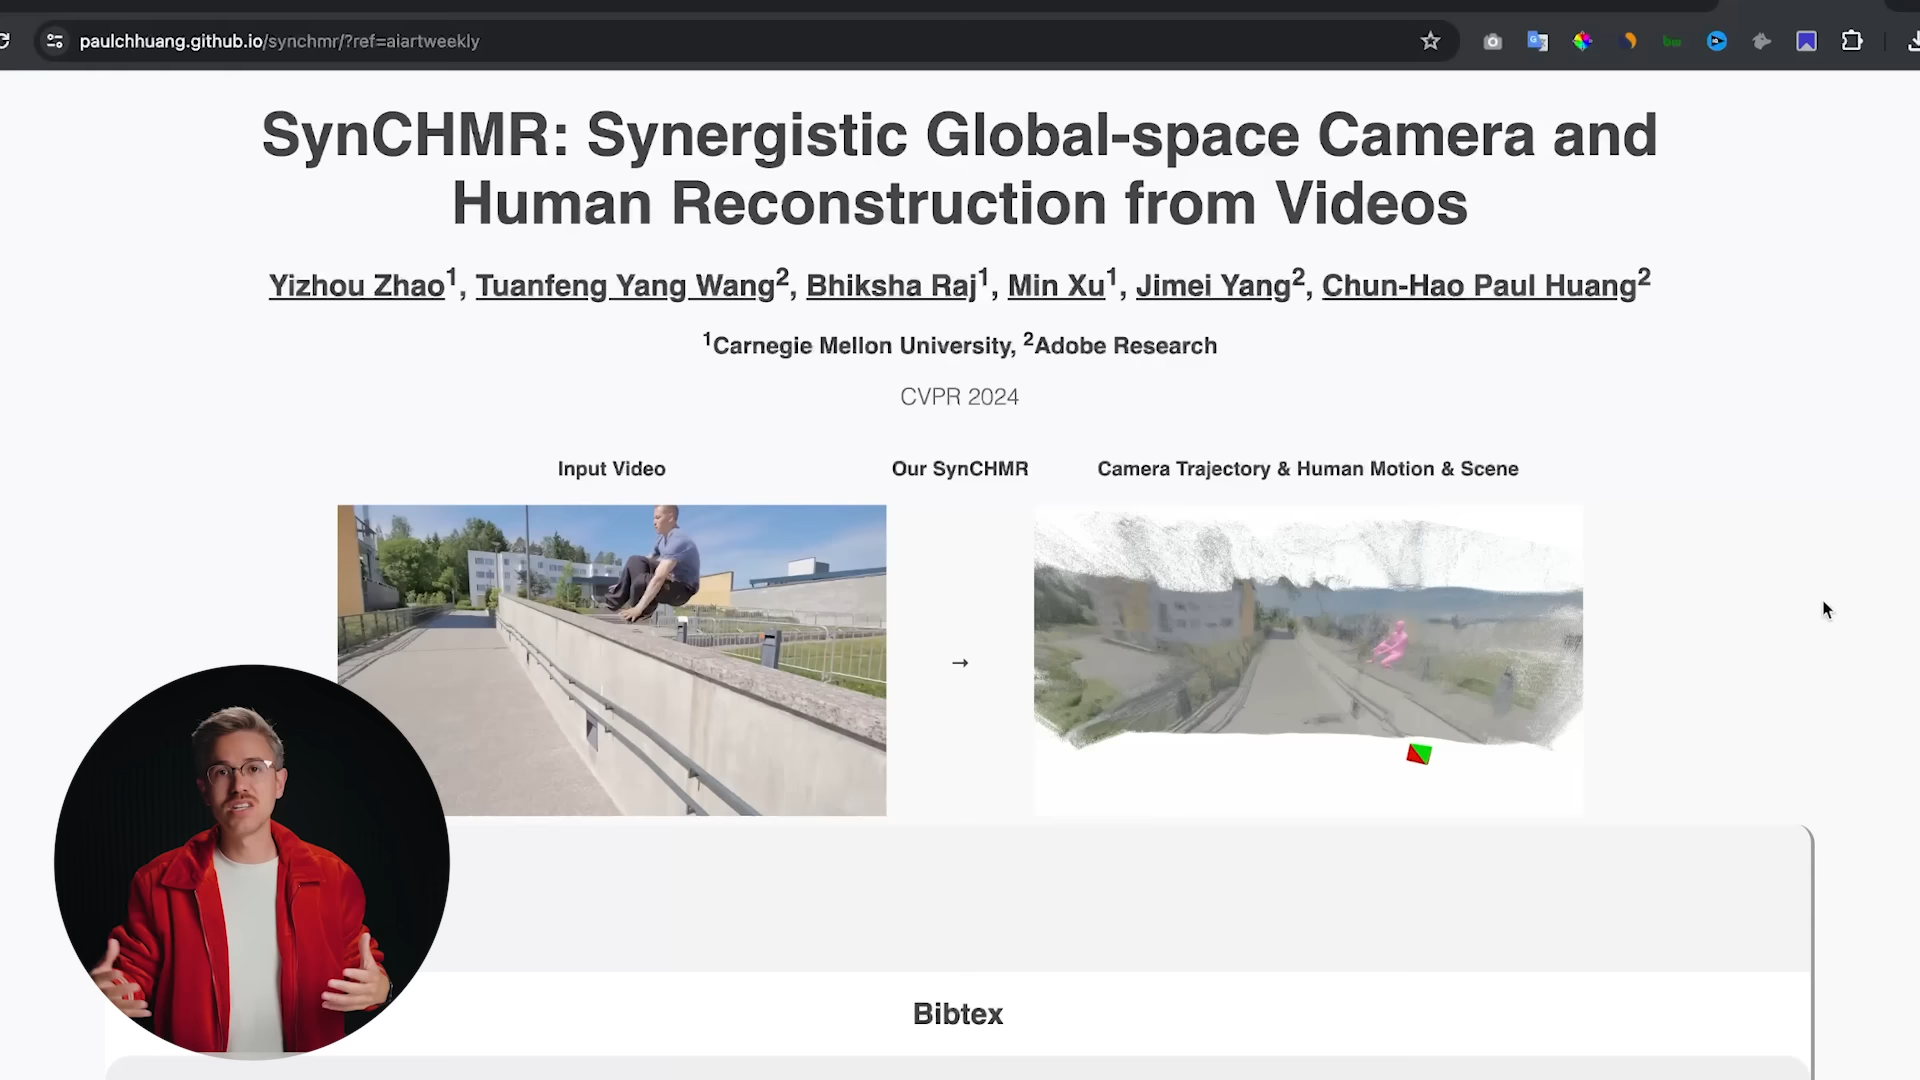 paulchhuang.github.io/synchmr/?ref=aiartweekly
SynCHMR: Synergistic Global-space Camera and
Human Reconstruction from Videos
Yizhou Zhao1, Tuanfeng Yang Wang2, Bhiksha Raj1, Min Xu1, Jimei Yang2, Chun-Hao Paul Huang2
1Carnegie Mellon University, 2Adobe Research
CVPR 2024
Input Video
Our SynCHMR
Camera Trajectory & Human Motion & Scene
→
Bibtex